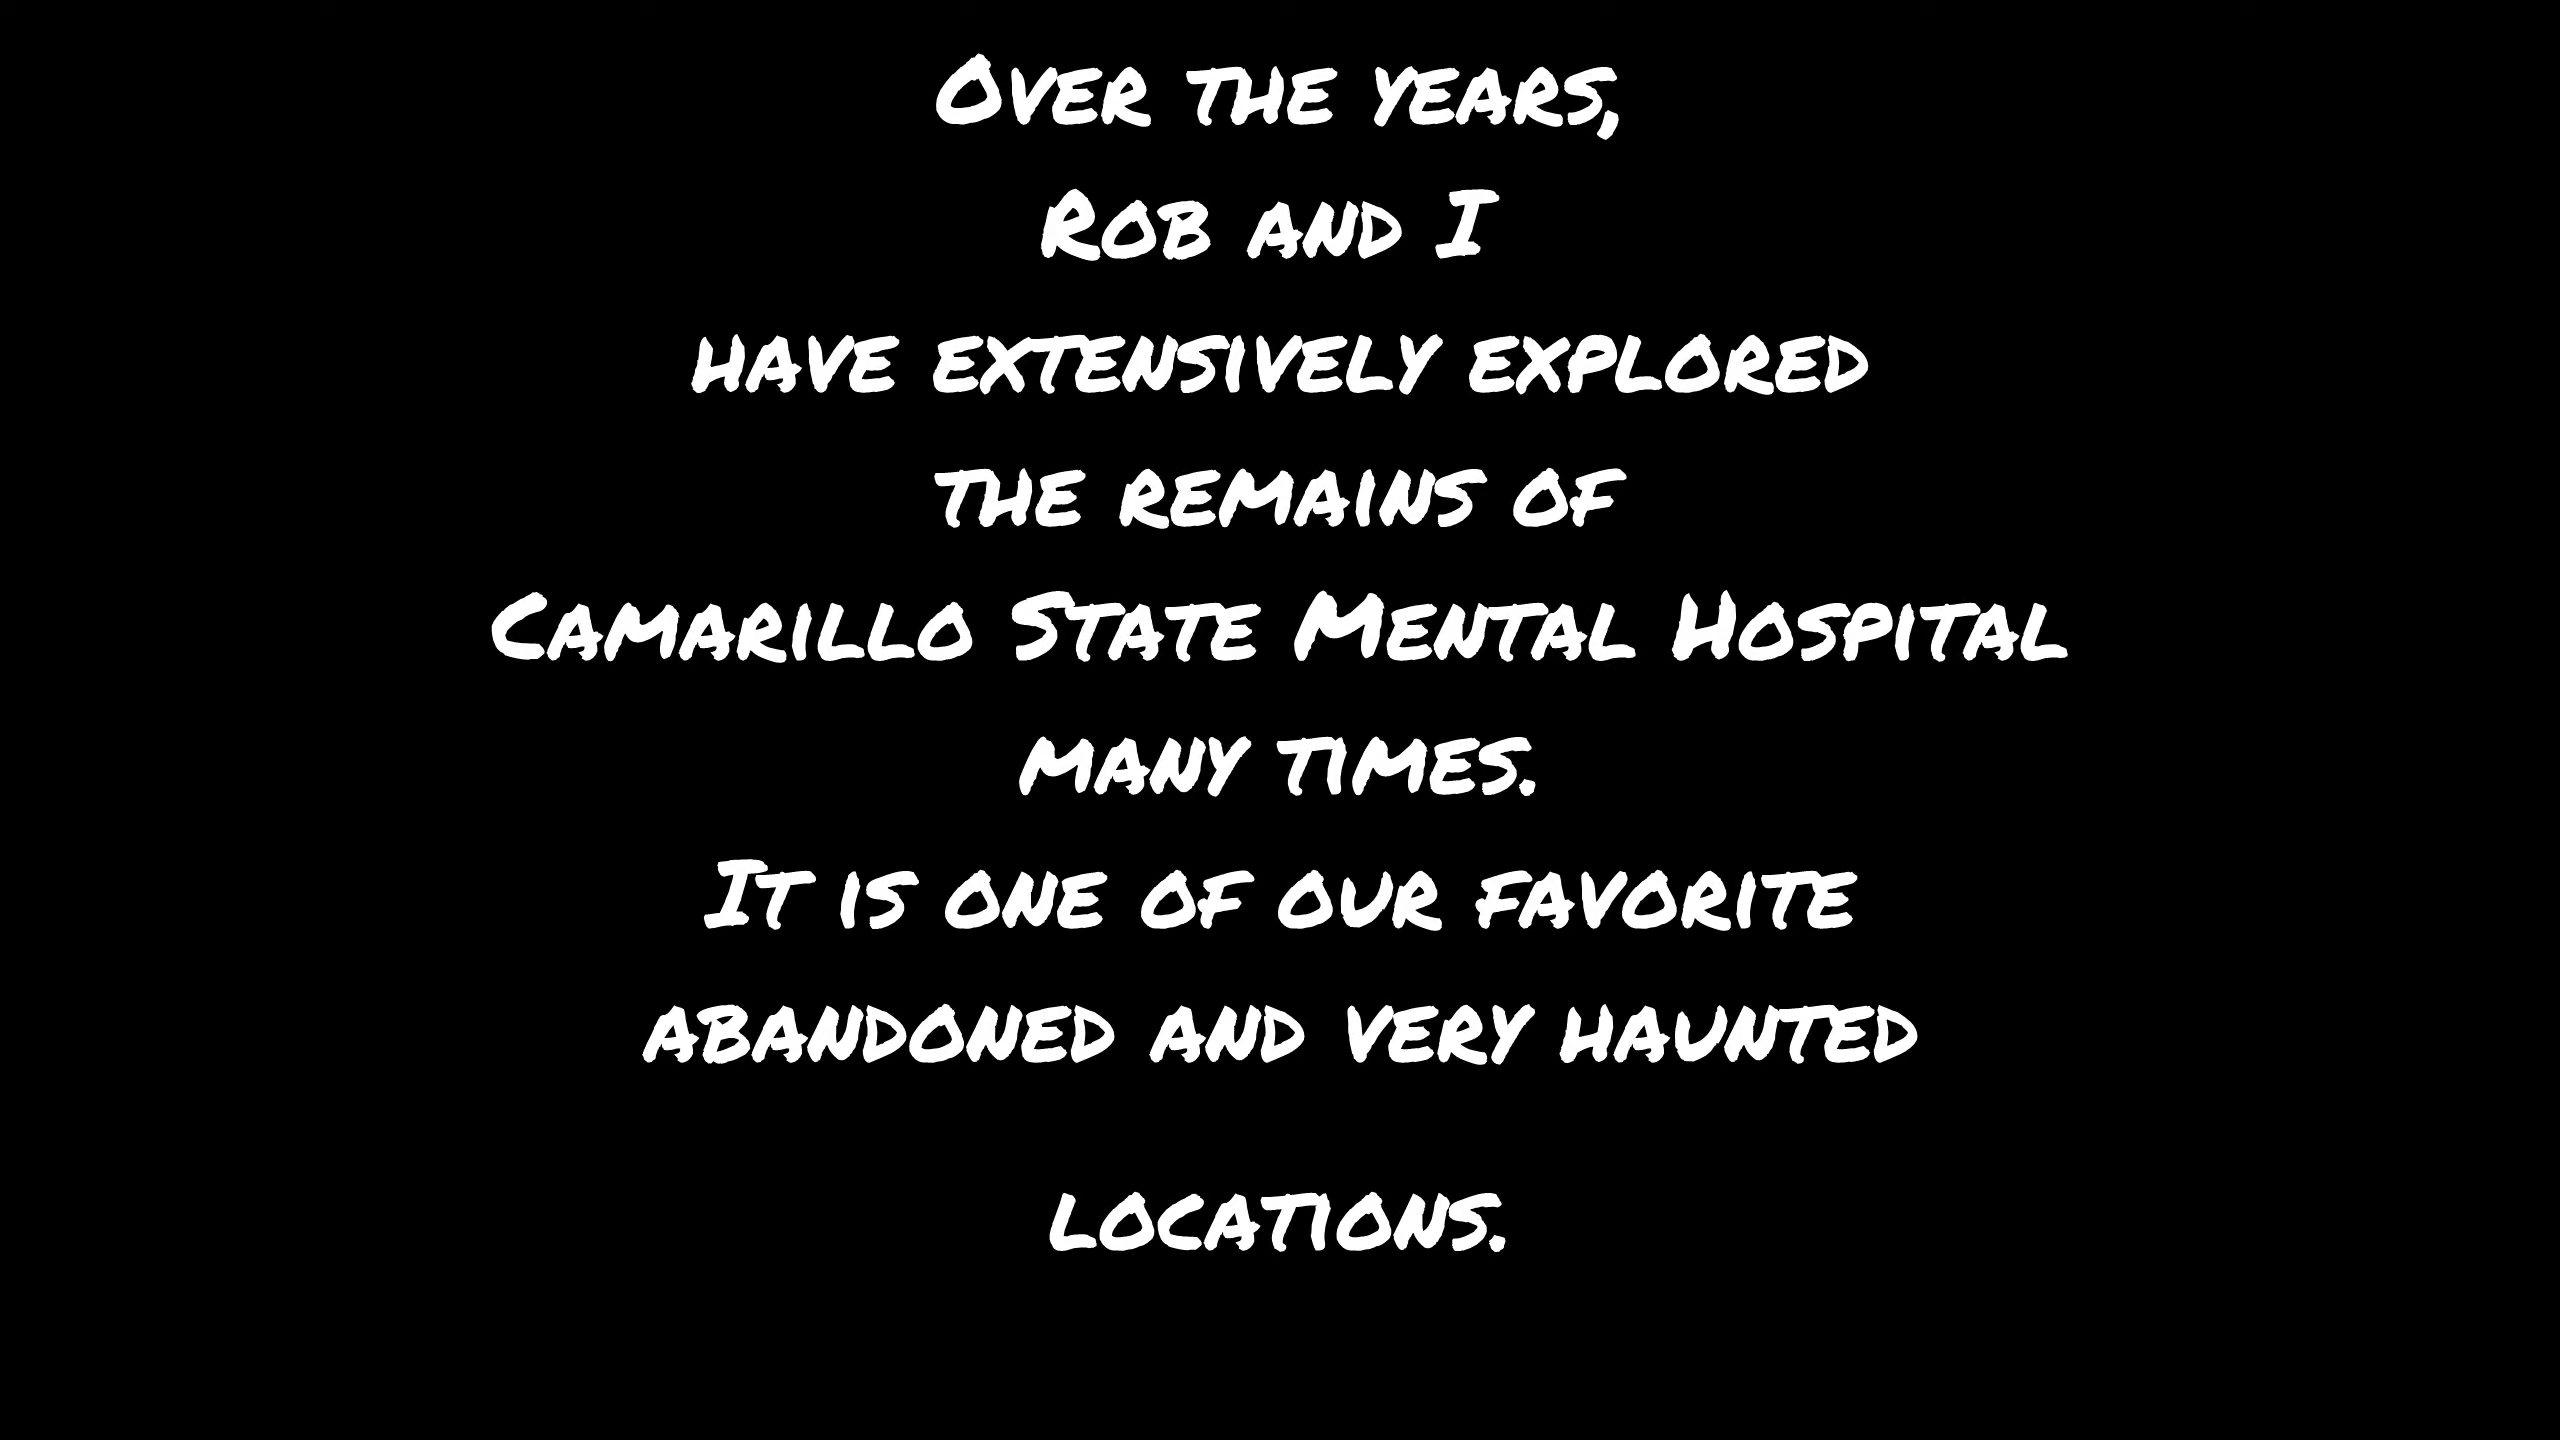 Over the years,
Rob and I
have extensively explored
the remains of
Camarillo State Mental Hospital
many times.
It is one of our favorite
abandoned and very haunted
locations.